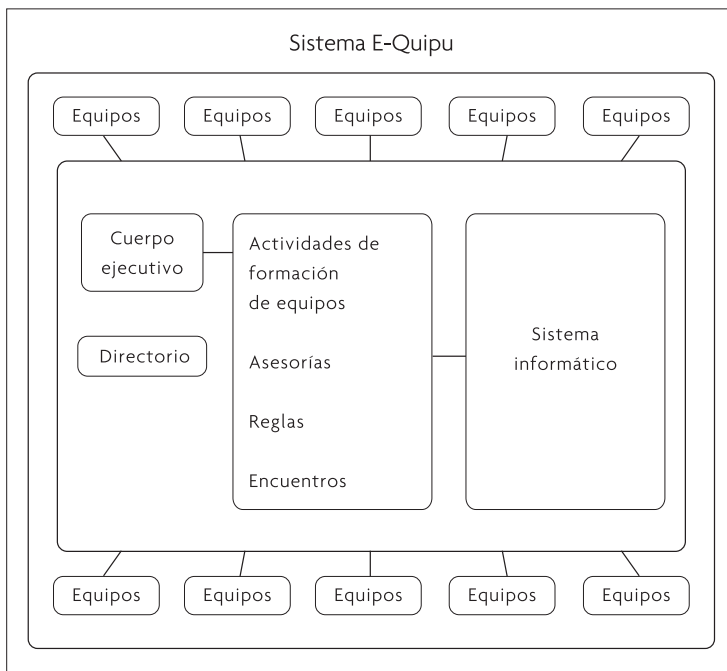 Sistema E-Quipu
Equipos
Equipos
Equipos
Equipos
Equipos
Cuerpo
ejecutivo
Directorio
Actividades de
formación
de equipos
Asesorías
Reglas
Encuentros
Sistema
informático
Equipos
Equipos
Equipos
Equipos
Equipos